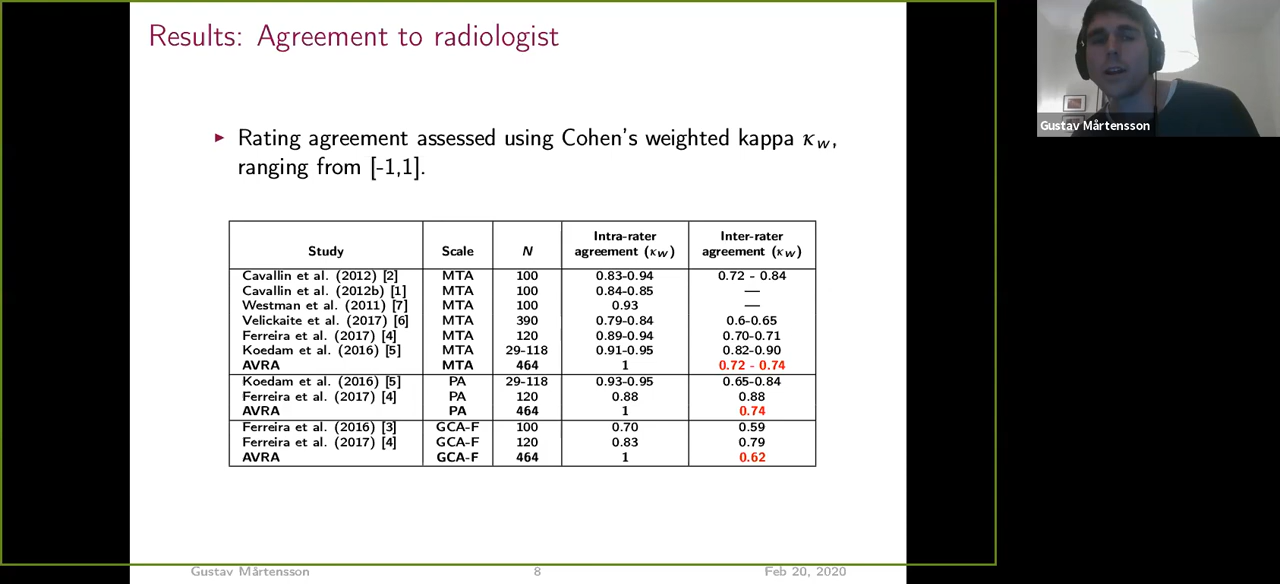 Results: Agreement to radiologist
Gustav Mårtensson
▶ Rating agreement assessed using Cohen's weighted kappa κw,
ranging from [-1,1].
Study Scale N Intra-rater agreement (κw) Inter-rater agreement (κw)
Cavallin et al. (2012) [2] MTA 100 0.83-0.94 0.72 - 0.84
Cavallin et al. (2012b) [1] MTA 100 0.84-0.85 —
Westman et al. (2011) [7] MTA 100 0.93 —
Velickaite et al. (2017) [6] MTA 390 0.79-0.84 0.6-0.65
Ferreira et al. (2017) [4] MTA 120 0.89-0.94 0.70-0.71
Koedam et al. (2016) [5] MTA 29-118 0.91-0.95 0.82-0.90
AVRA MTA 464 1 0.72 - 0.74
Koedam et al. (2016) [5] PA 29-118 0.93-0.95 0.65-0.84
Ferreira et al. (2017) [4] PA 120 0.88 0.88
AVRA PA 464 1 0.74
Ferreira et al. (2016) [3] GCA-F 100 0.70 0.59
Ferreira et al. (2017) [4] GCA-F 120 0.83 0.79
AVRA GCA-F 464 1 0.62
Gustav Mårtensson 8 Feb 20, 2020